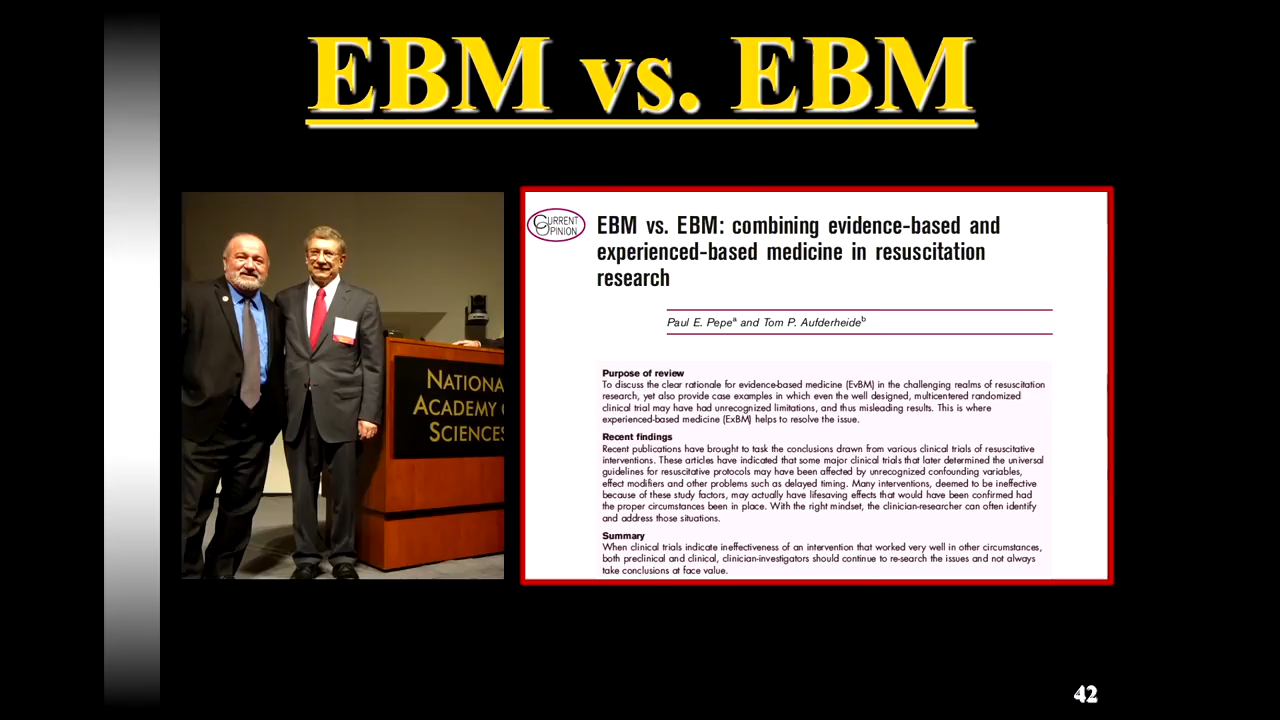 EBM vs. EBM
NATIONA
ACADEMY
SCIENCES
CURRENT
OPINION
EBM vs. EBM: combining evidence-based and
experienced-based medicine in resuscitation
research
Paul E. Pepeᵃ and Tom P. Aufderheideᵇ
Purpose of review
To discuss the clear rationale for evidence-based medicine (EvBM) in the challenging realms of resuscitation
research, yet also provide case examples in which even the well designed, multicentered randomized
clinical trial may have had unrecognized limitations, and thus misleading results. This is where
experienced-based medicine (ExBM) helps to resolve the issue.
Recent findings
Recent publications have brought to task the conclusions drawn from various clinical trials of resuscitative
interventions. These articles have indicated that some major clinical trials that later determined the universal
guidelines for resuscitative protocols may have been affected by unrecognized confounding variables,
effect modifiers and other problems such as delayed timing. Many interventions, deemed to be ineffective
because of these study factors, may actually have lifesaving effects that would have been confirmed had
the proper circumstances been in place. With the right mindset, the clinician-researcher can often identify
and address those situations.
Summary
When clinical trials indicate ineffectiveness of an intervention that worked very well in other circumstances,
both preclinical and clinical, clinician-investigators should continue to re-search the issues and not always
take conclusions at face value.
42